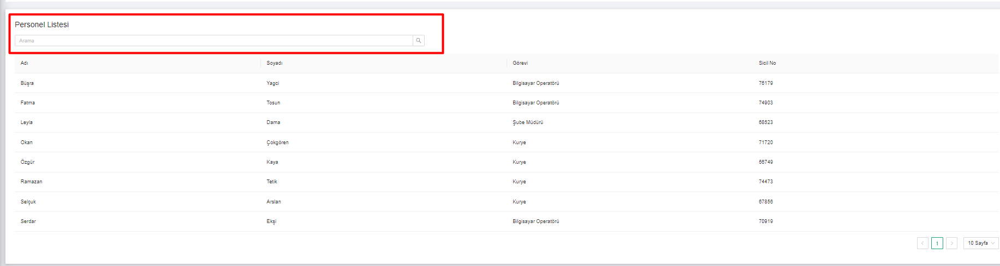 Personel Listesi
Arama
Adı Soyadı Görevi Sicil No
Büşra Yagci Bilgisayar Operatörü 76179
Fatma Tosun Bilgisayar Operatörü 74903
Leyla Dama Şube Müdürü 68523
Okan Çokgören Kurye 71720
Özgür Kaya Kurye 56749
Ramazan Tetik Kurye 74473
Selçuk Arslan Kurye 67856
Serdar Ekşi Bilgisayar Operatörü 70919
1 10 Sayfa